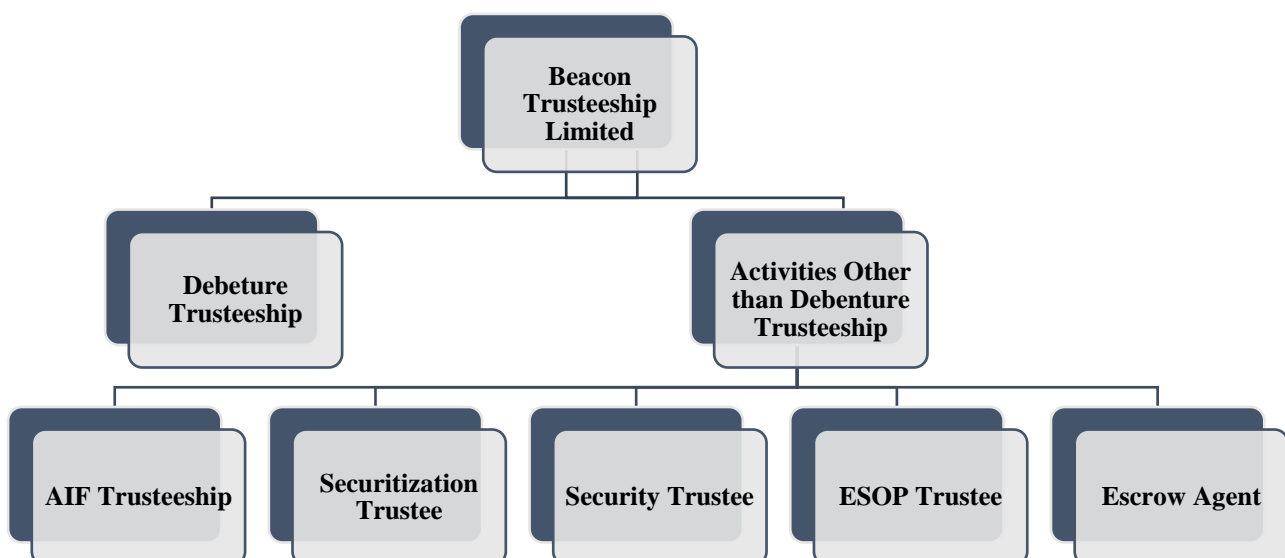 Beacon
Trusteeship
Limited
Debeture
Trusteeship
Activities Other
than Debenture
Trusteeship
AIF Trusteeship
Securitization
Trustee
Security Trustee
ESOP Trustee
Escrow Agent